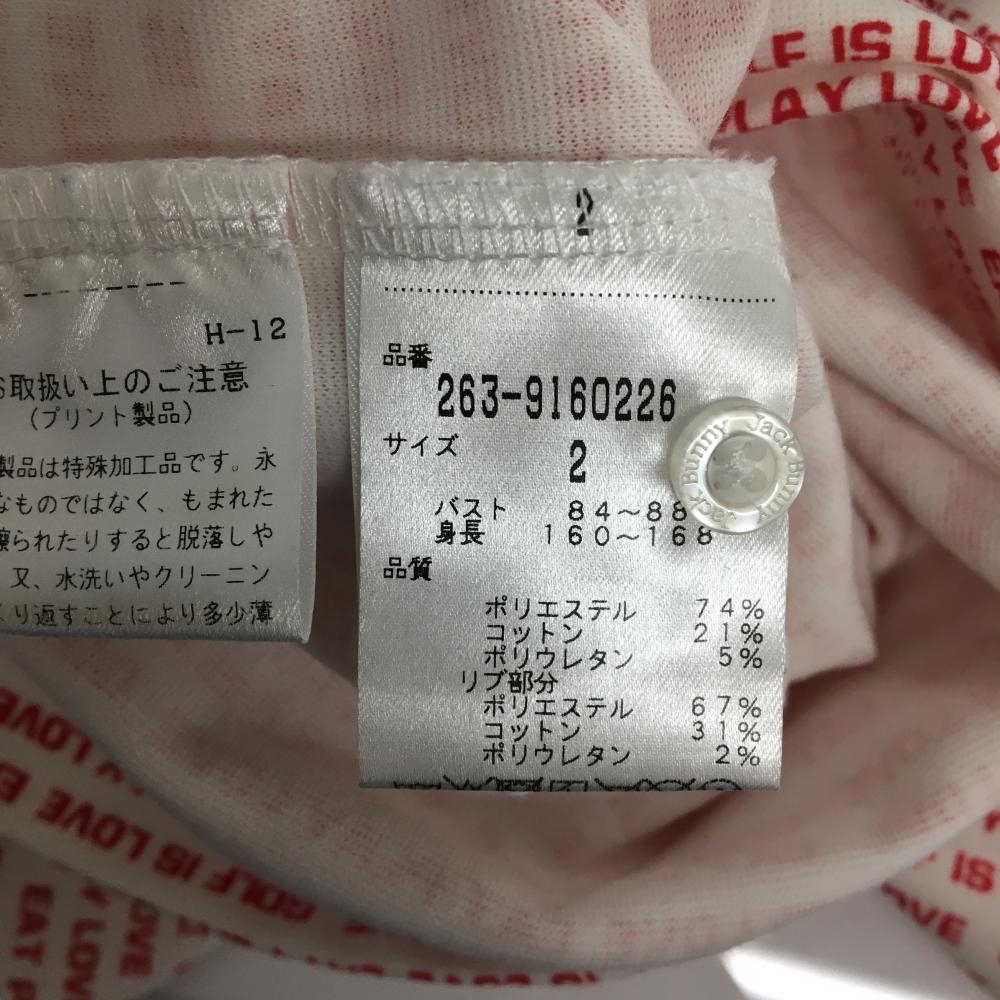 H-12
お取扱い上のご注意
(プリント製品)
製品は特殊加工品です。永
なものではなく、もまれた
擦られたりすると脱落しや
又、水洗いやクリーニン
り返すことにより多少薄
2
品番
263-9160226
サイズ
2
バスト 84〜88
身長 160〜168
品質
ポリエステル 74%
コットン 21%
ポリウレタン 5%
リブ部分
ポリエステル 67%
コットン 31%
ポリウレタン 2%
Jack Bunny Jack Bunny
LF IS LO
LAY LOVE
GOLF IS LOVE
LOVE
EAT
IS